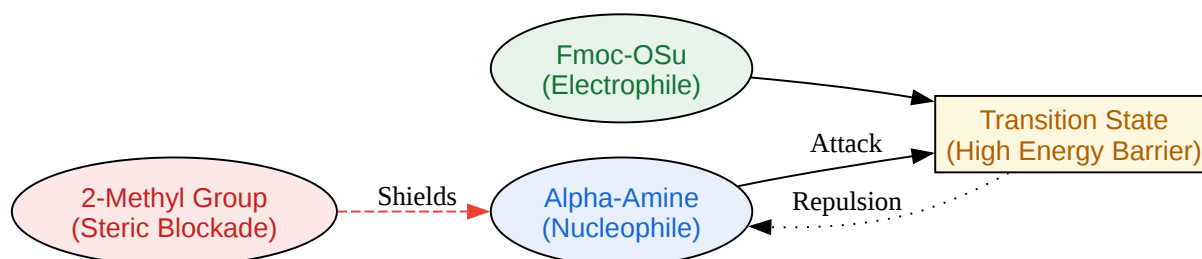 Fmoc-OSu
(Electrophile)
Transition State
(High Energy Barrier)
Attack
2-Methyl Group
(Steric Blockade)
Shields
Alpha-Amine
(Nucleophile)
Repulsion